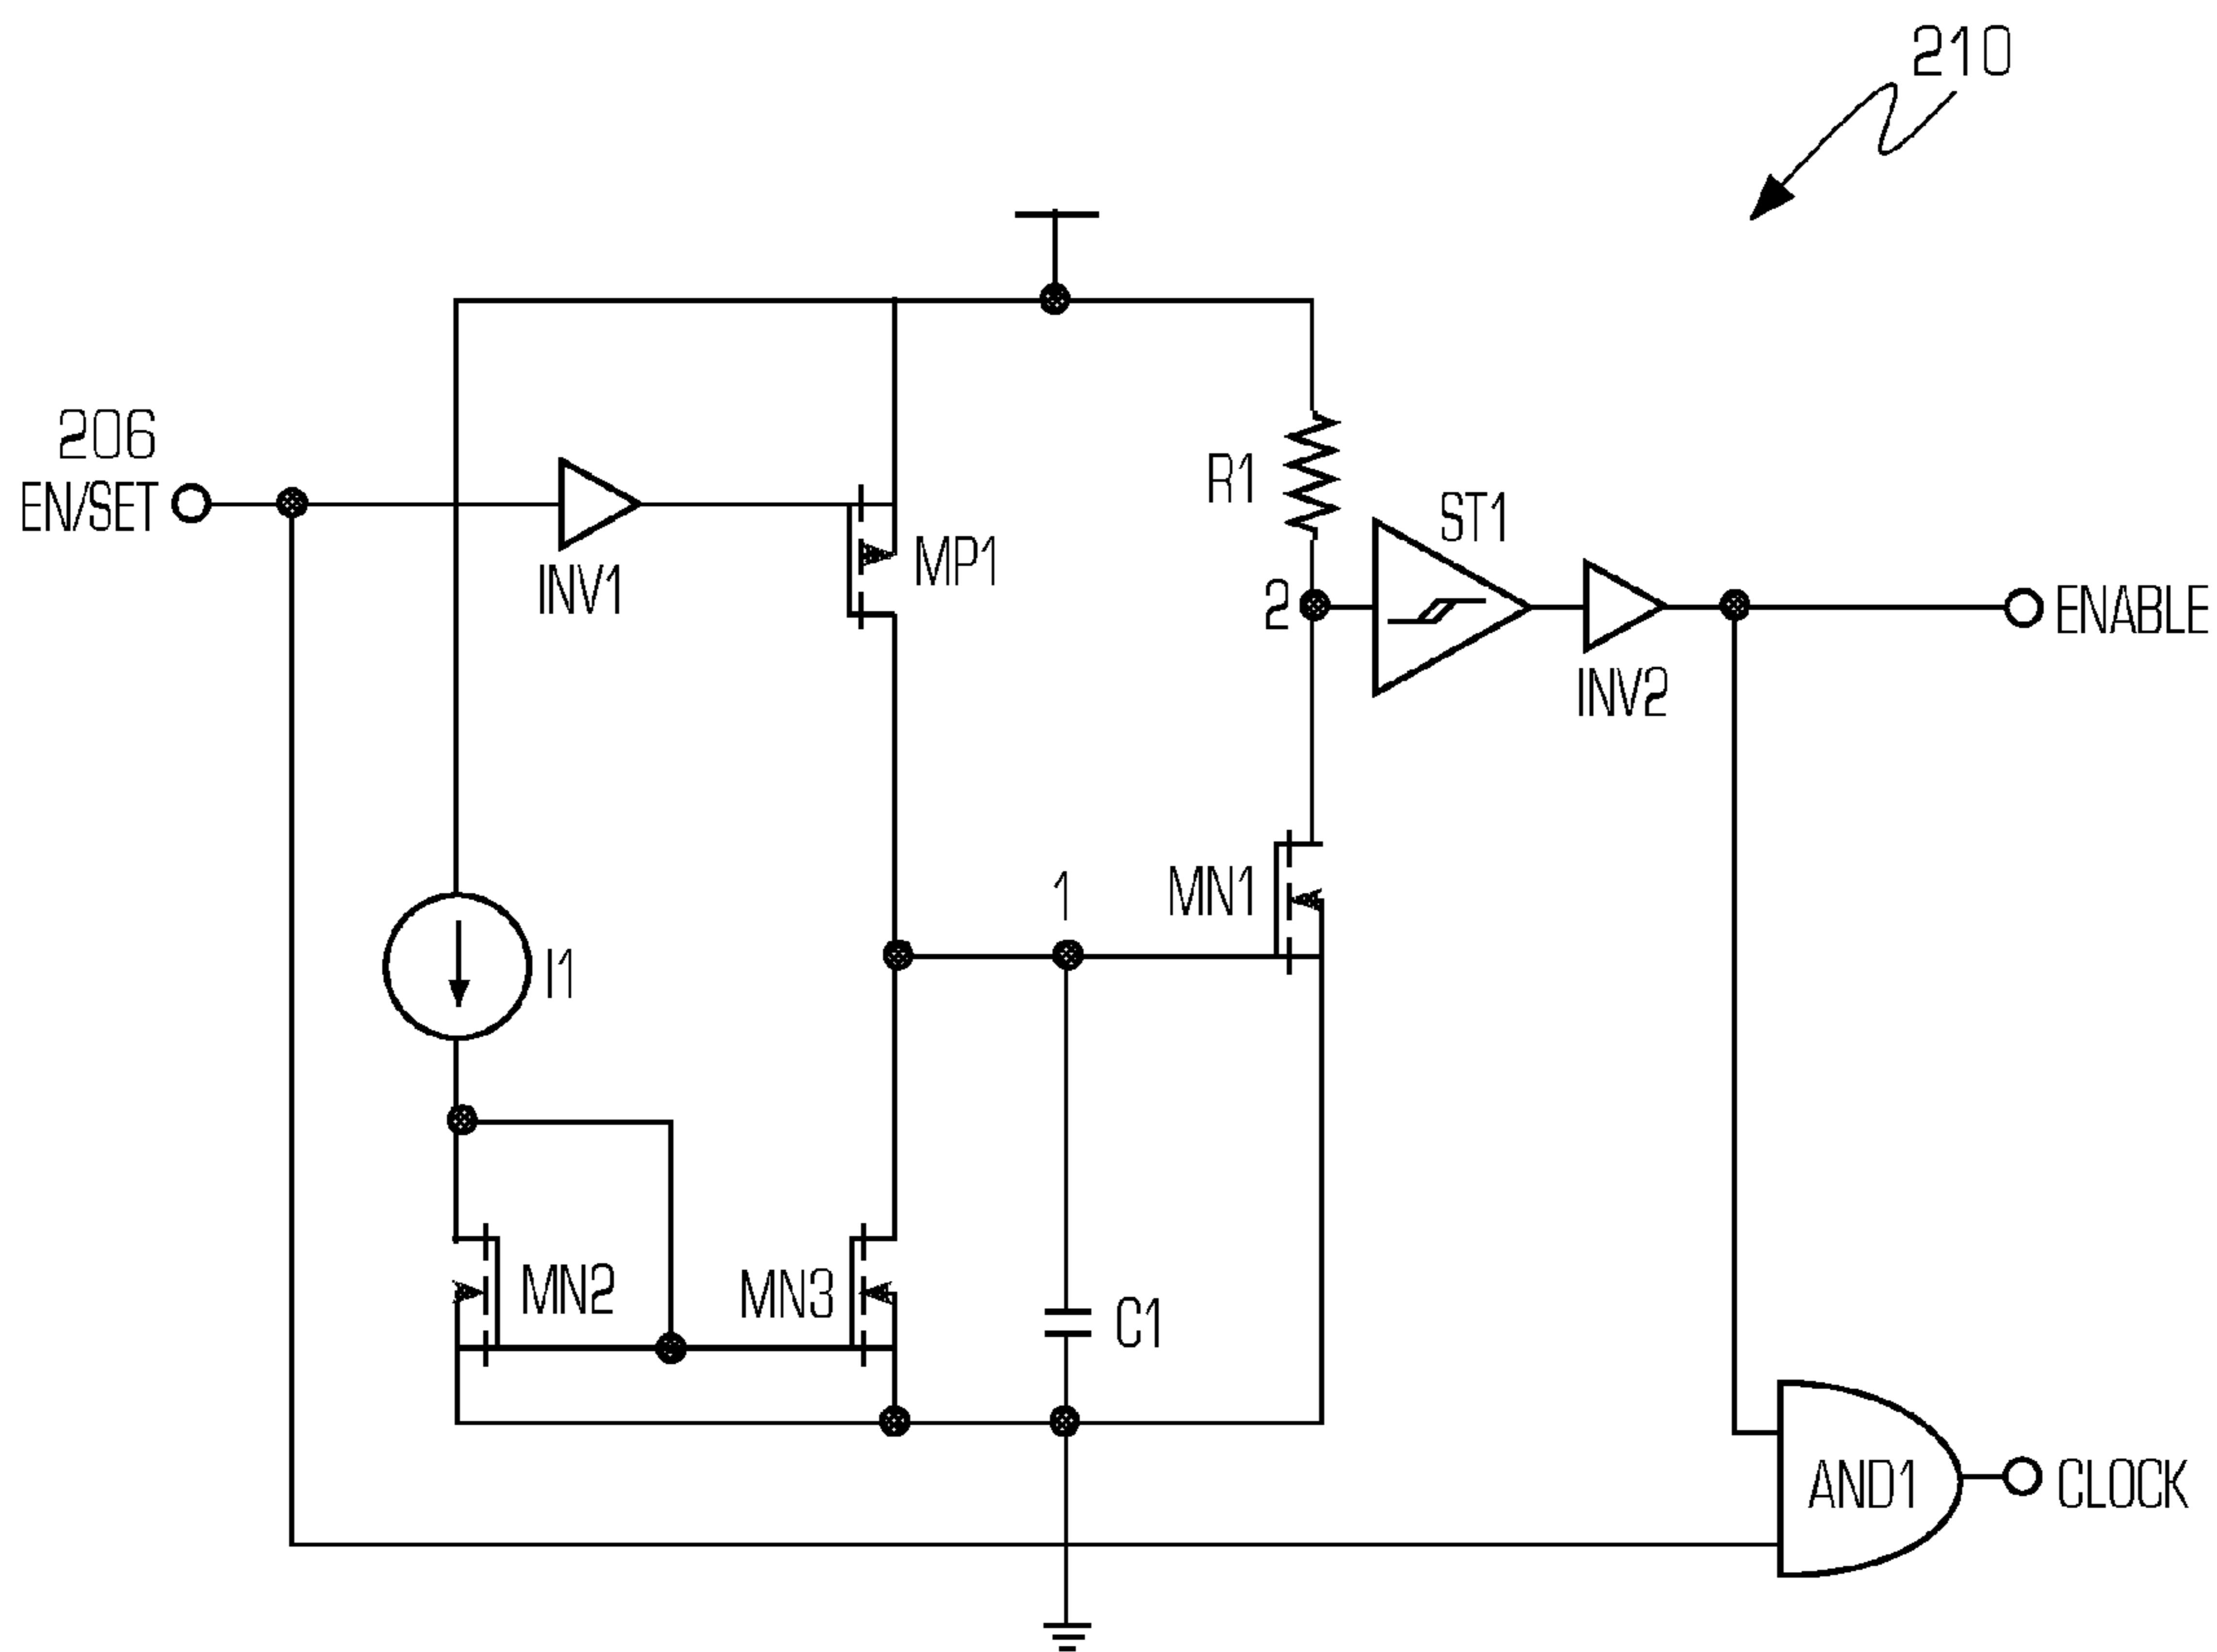 210
206
EN/SET
INV1
MP1
R1
ST1
2
INV2
ENABLE
I1
1
MN1
MN2
MN3
C1
AND1
CLOCK